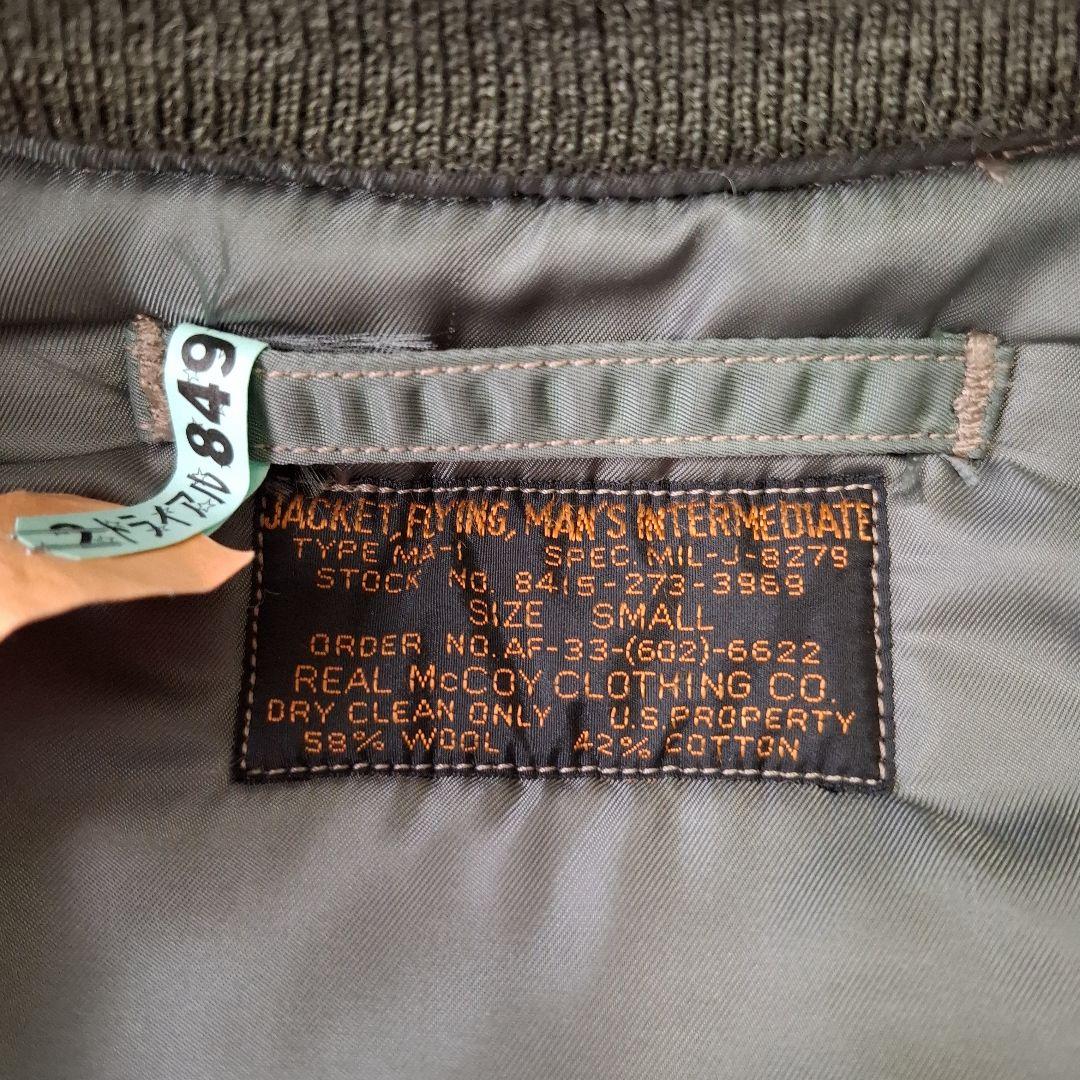 849
JACKET, FLYING, MAN'S INTERMEDIATE
TYPE MA-1 SPEC. MIL-J-8279
STOCK NO. 8415-273-3969
SIZE SMALL
ORDER NO. AF-33-(602)-6622
REAL McCOY CLOTHING CO.
DRY CLEAN ONLY U.S PROPERTY
58% WOOL 42% COTTON